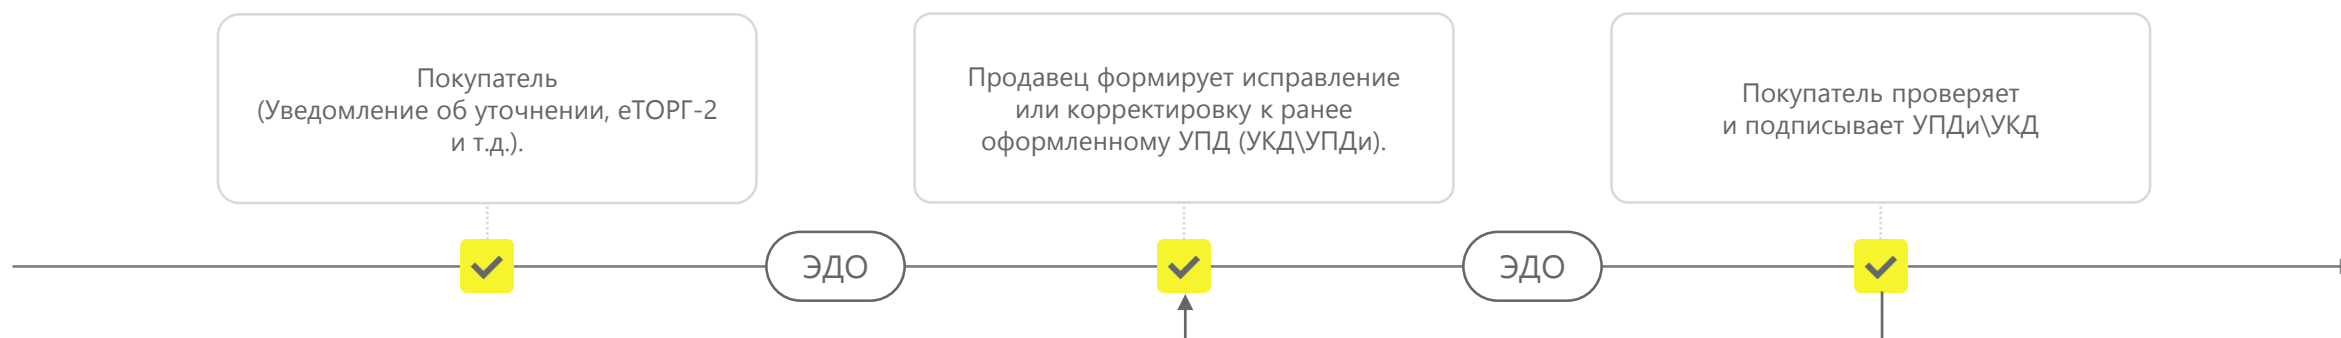 Покупатель
(Уведомление об уточнении, еТОРГ-2
и т.д.).
Продавец формирует исправление
или корректировку к ранее
оформленному УПД (УКД\УПДи).
Покупатель проверяет
и подписывает УПДи\УКД
ЭДО
ЭДО